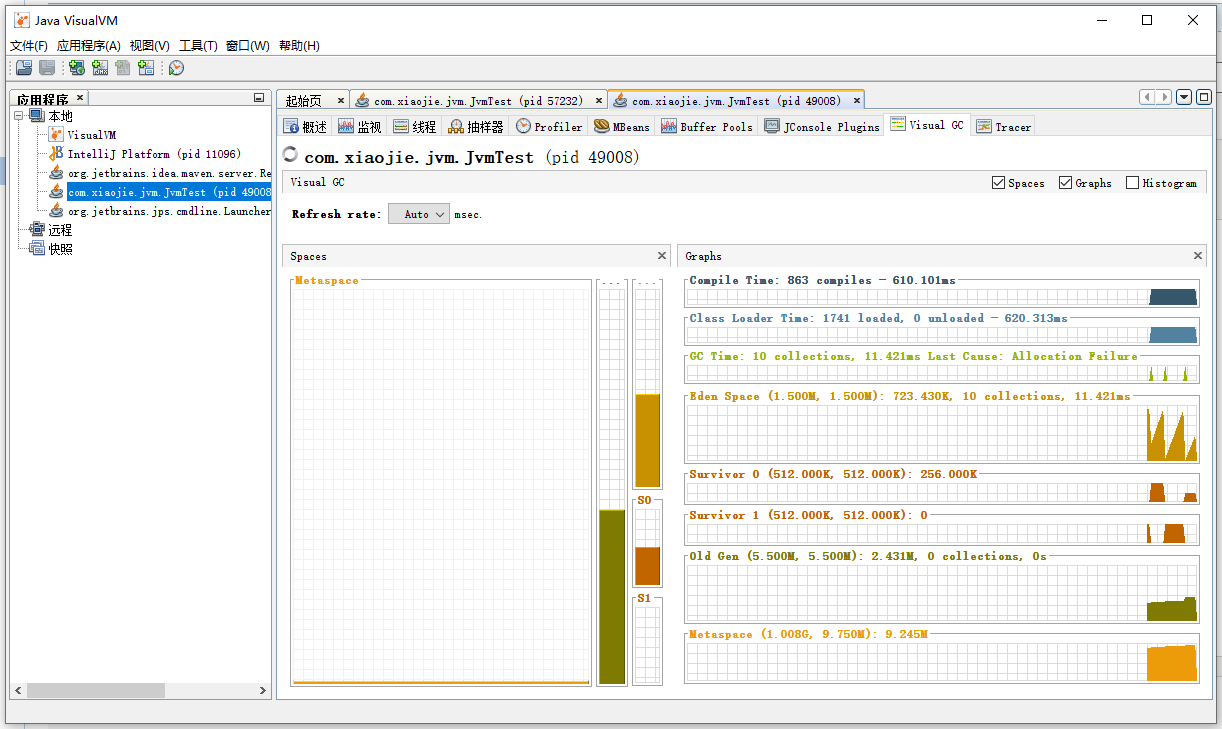 Java VisualVM
文件(F) 应用程序(A) 视图(V) 工具(T) 窗口(W) 帮助(H)
应用程序
本地
VisualVM
IntelliJ Platform (pid 11096)
org.jetbrains.idea.maven.server.Re
com.xiaojie.jvm.JvmTest (pid 49008
org.jetbrains.jps.cmdline.Launcher
远程
快照
起始页 com.xiaojie.jvm.JvmTest (pid 57232) com.xiaojie.jvm.JvmTest (pid 49008)
概述 监视 线程 抽样器 Profiler MBeans Buffer Pools JConsole Plugins Visual GC Tracer
com.xiaojie.jvm.JvmTest (pid 49008)
Visual GC Spaces Graphs Histogram
Refresh rate: Auto msec.
Spaces
Metaspace
...
...
S0
S1
Graphs
Compile Time: 863 compiles - 610.101ms
Class Loader Time: 1741 loaded, 0 unloaded - 620.313ms
GC Time: 10 collections, 11.421ms Last Cause: Allocation Failure
Eden Space (1.500M, 1.500M): 723.430K, 10 collections, 11.421ms
Survivor 0 (512.000K, 512.000K): 256.000K
Survivor 1 (512.000K, 512.000K): 0
Old Gen (5.500M, 5.500M): 2.431M, 0 collections, 0s
Metaspace (1.008G, 9.750M): 9.245M